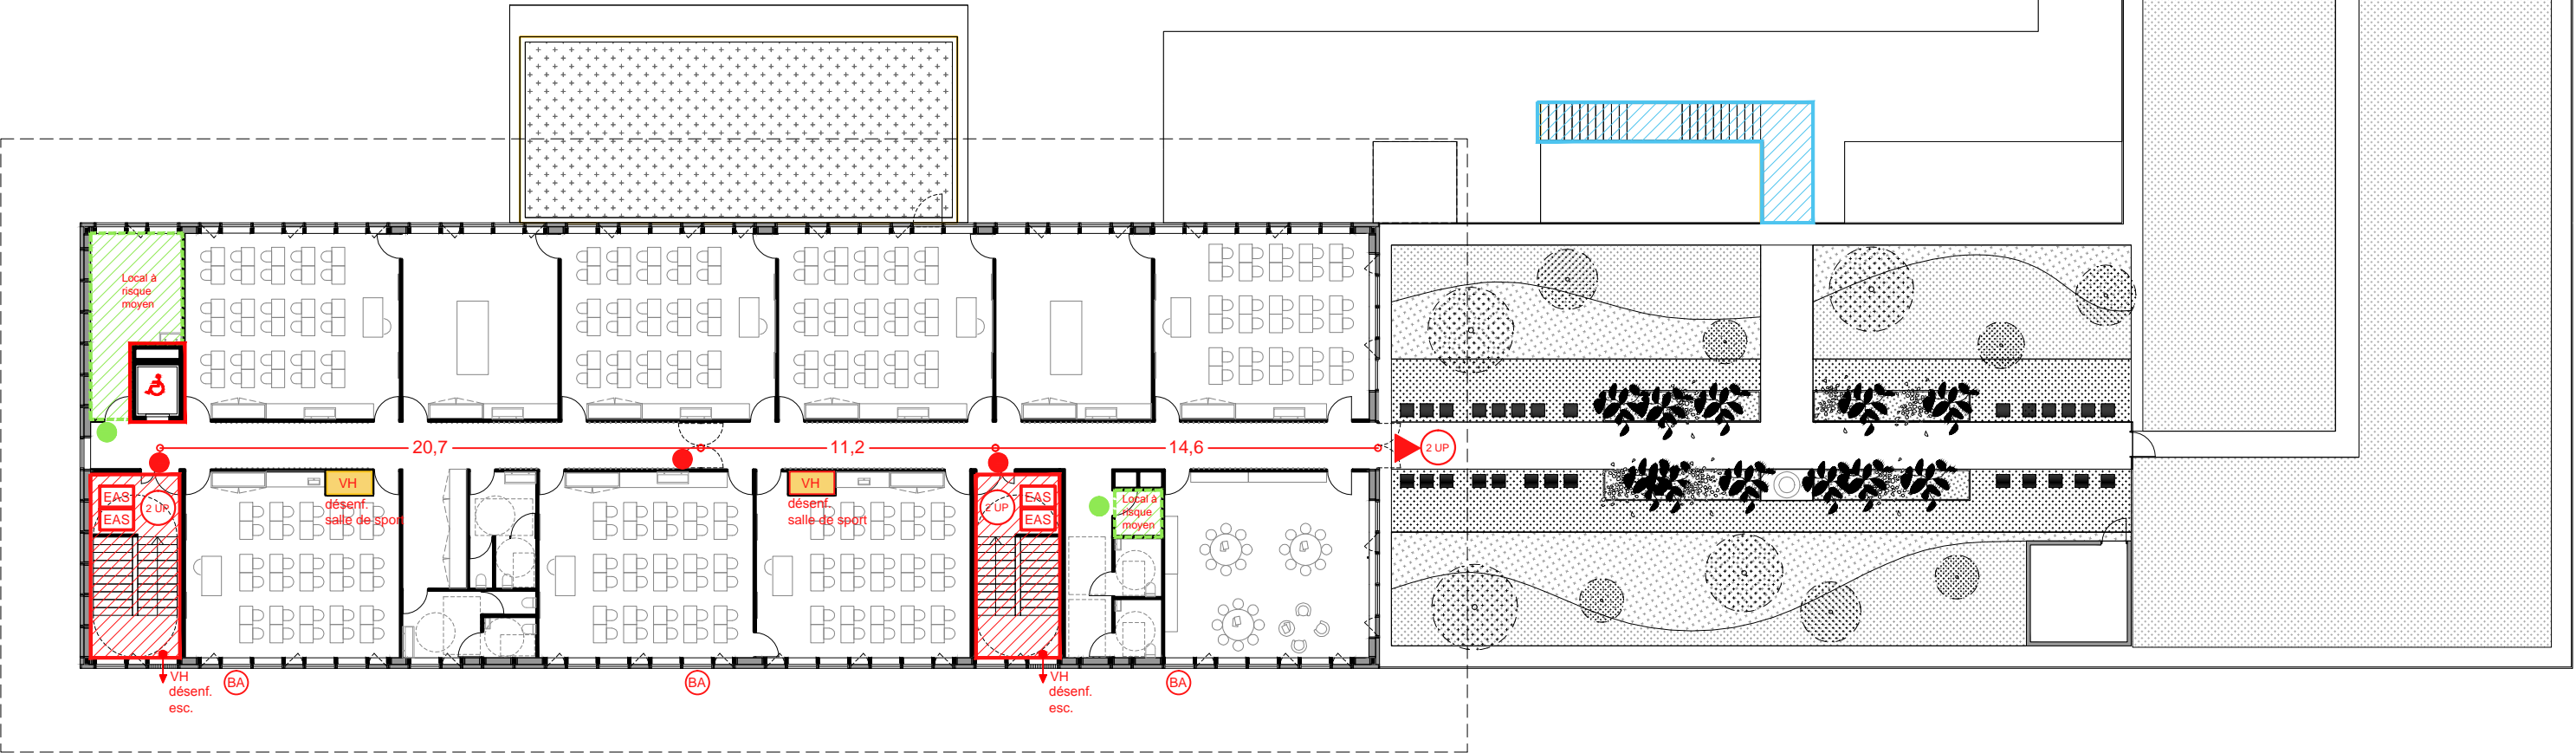 Local à
risque
moyen
20,7
11,2
14,6
2 UP
EAS
EAS
2 UP
VH
désenf.
salle de sport
VH
désenf.
salle de sport
2 UP
EAS
EAS
Local à
risque
moyen
VH
désenf.
esc.
BA
BA
VH
désenf.
esc.
BA